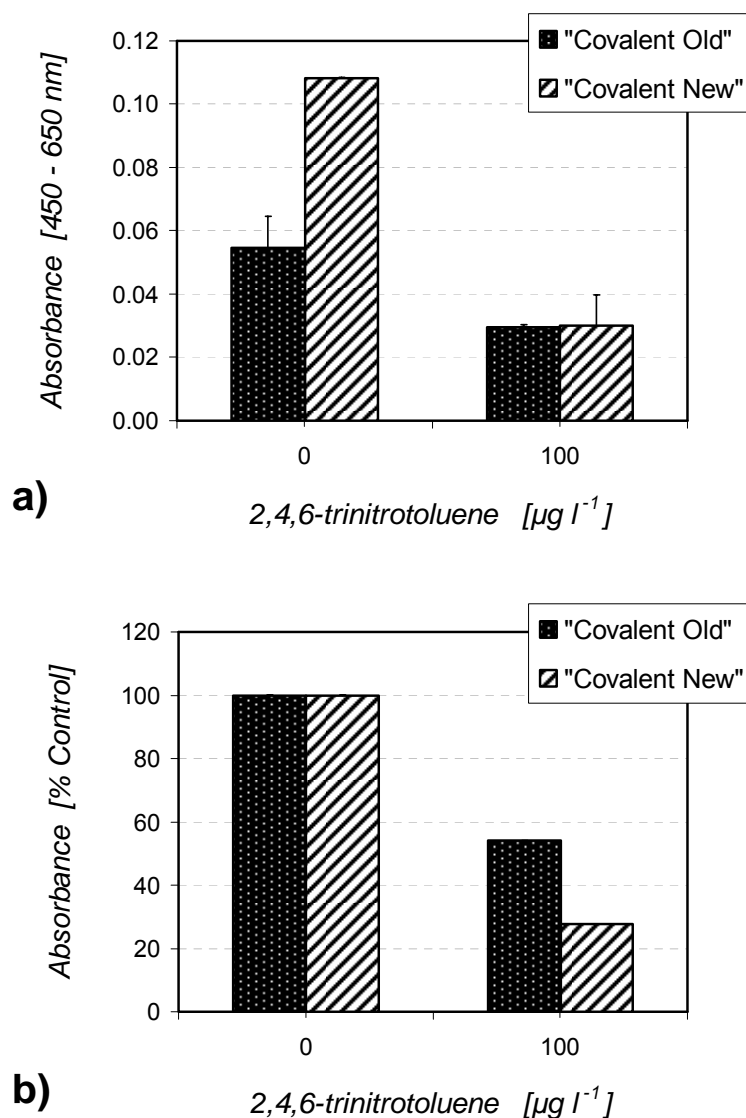 "Covalent Old"
"Covalent New"
0.12
0.10
0.08
0.06
0.04
0.02
0.00
Absorbance [450 - 650 nm]
0 100
a)
2,4,6-trinitrotoluene [µg l⁻¹]
"Covalent Old"
"Covalent New"
120
100
80
60
40
20
0
Absorbance [% Control]
0 100
b)
2,4,6-trinitrotoluene [µg l⁻¹]